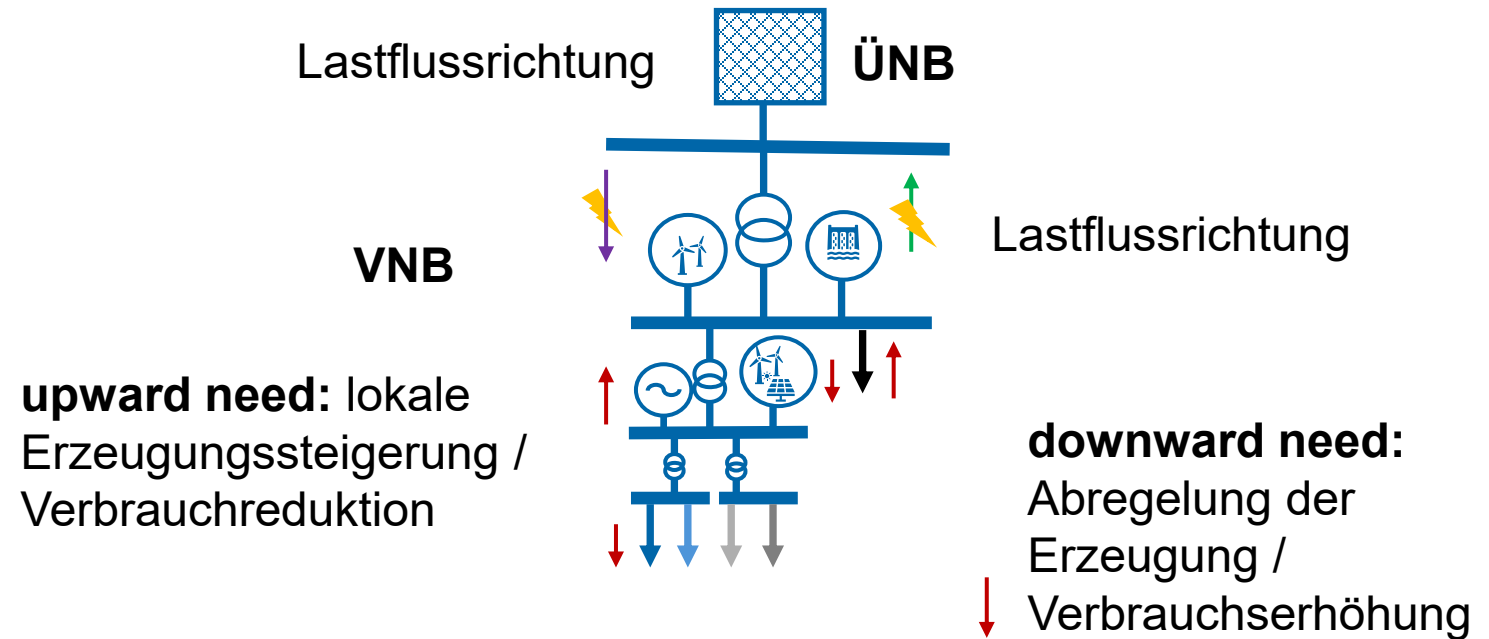 Lastflussrichtung
ÜNB
VNB
Lastflussrichtung
upward need: lokale
Erzeugungssteigerung /
Verbrauchreduktion
downward need:
Abregelung der
Erzeugung /
Verbrauchserhöhung